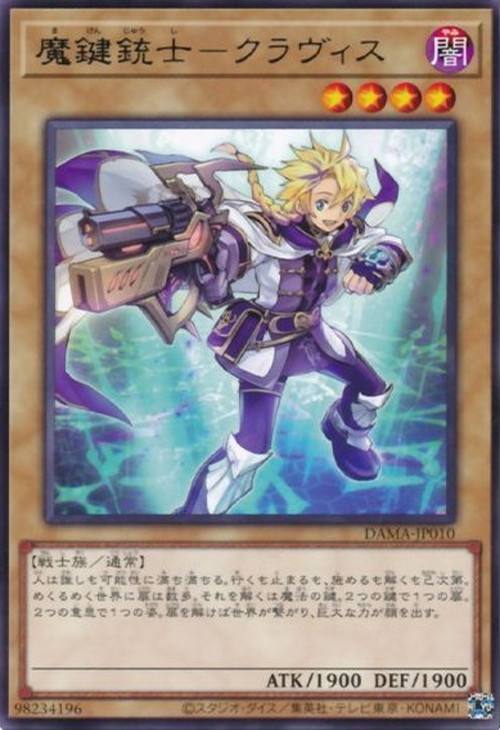 魔鍵銃士－クラヴィス
闇
DAMA-JP010
【戦士族／通常】
人は誰しも可能性に満ち満ちる。行くも止まるも、施めるも解くも己次第。
めくるめく世界に扉は数多。それを解くは魔法の鍵。２つの鍵で１つの扉。
２つの意思で１つの姿。扉を解けば世界が繋がり、巨大な力が顔を出す。
ATK/1900 DEF/1900
98234196
©スタジオ・ダイス／集英社・テレビ東京・KONAMI